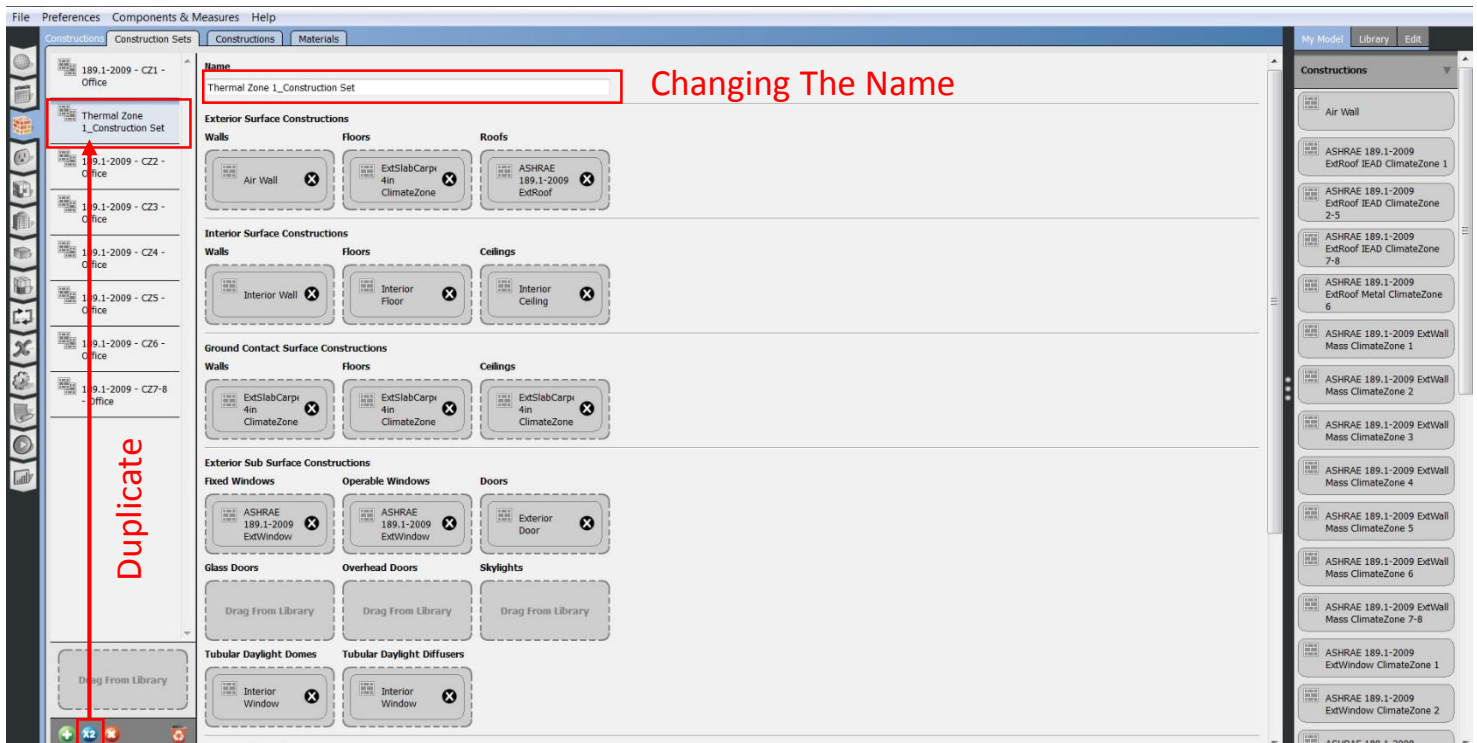 File Preferences Components & Measures Help
Constructions Construction Sets Constructions Materials
My Model Library Edit
189.1-2009 - CZ1 -
Office
Thermal Zone
1_Construction Set
189.1-2009 - CZ2 -
Office
189.1-2009 - CZ3 -
Office
189.1-2009 - CZ4 -
Office
189.1-2009 - CZ5 -
Office
189.1-2009 - CZ6 -
Office
189.1-2009 - CZ7-8
- Office
Duplicate
Drag From Library
X2
Name
Thermal Zone 1_Construction Set
Changing The Name
Exterior Surface Constructions
Walls Floors Roofs
Air Wall
ExtSlabCarp
4in
ClimateZone
ASHRAE
189.1-2009
ExtRoof
Interior Surface Constructions
Walls Floors Ceilings
Interior Wall
Interior
Floor
Interior
Ceiling
Ground Contact Surface Constructions
Walls Floors Ceilings
ExtSlabCarp
4in
ClimateZone
ExtSlabCarp
4in
ClimateZone
ExtSlabCarp
4in
ClimateZone
Exterior Sub Surface Constructions
Fixed Windows Operable Windows Doors
ASHRAE
189.1-2009
ExtWindow
ASHRAE
189.1-2009
ExtWindow
Exterior
Door
Glass Doors Overhead Doors Skylights
Drag From Library Drag From Library Drag From Library
Tubular Daylight Domes Tubular Daylight Diffusers
Interior
Window
Interior
Window
Constructions
Air Wall
ASHRAE 189.1-2009
ExtRoof IEAD ClimateZone 1
ASHRAE 189.1-2009
ExtRoof IEAD ClimateZone
2-5
ASHRAE 189.1-2009
ExtRoof IEAD ClimateZone
7-8
ASHRAE 189.1-2009
ExtRoof Metal ClimateZone
6
ASHRAE 189.1-2009 ExtWall
Mass ClimateZone 1
ASHRAE 189.1-2009 ExtWall
Mass ClimateZone 2
ASHRAE 189.1-2009 ExtWall
Mass ClimateZone 3
ASHRAE 189.1-2009 ExtWall
Mass ClimateZone 4
ASHRAE 189.1-2009 ExtWall
Mass ClimateZone 5
ASHRAE 189.1-2009 ExtWall
Mass ClimateZone 6
ASHRAE 189.1-2009 ExtWall
Mass ClimateZone 7-8
ASHRAE 189.1-2009
ExtWindow ClimateZone 1
ASHRAE 189.1-2009
ExtWindow ClimateZone 2